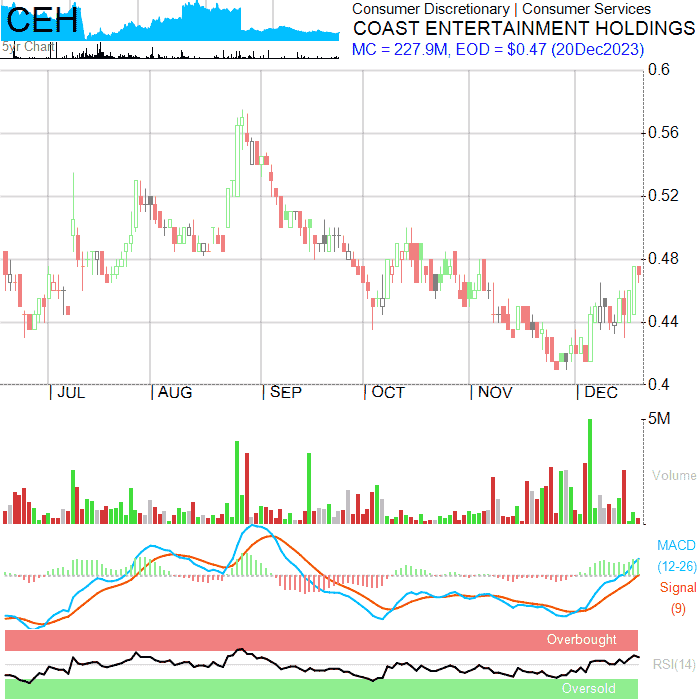 CEH
5yr Chart
Consumer Discretionary | Consumer Services
COAST ENTERTAINMENT HOLDINGS
MC = 227.9M, EOD = $0.47 (20Dec2023)
0.6
0.56
0.52
0.48
0.44
0.4
JUL AUG SEP OCT NOV DEC
5M
Volume
MACD
(12-26)
Signal
(9)
Overbought
RSI(14)
Oversold